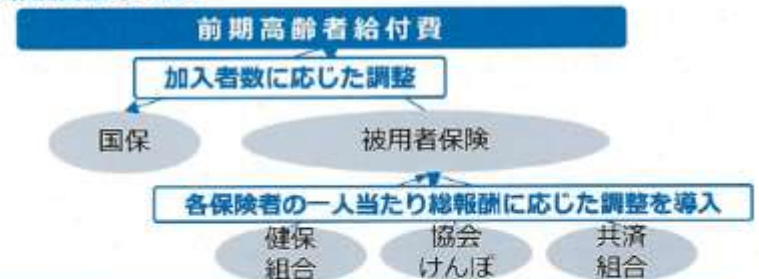 前期高齢者給付費
加入者数に応じた調整
国保
被用者保険
各保険者の一人当たり総報酬に応じた調整を導入
健保
組合
協会
けんぽ
共済
組合